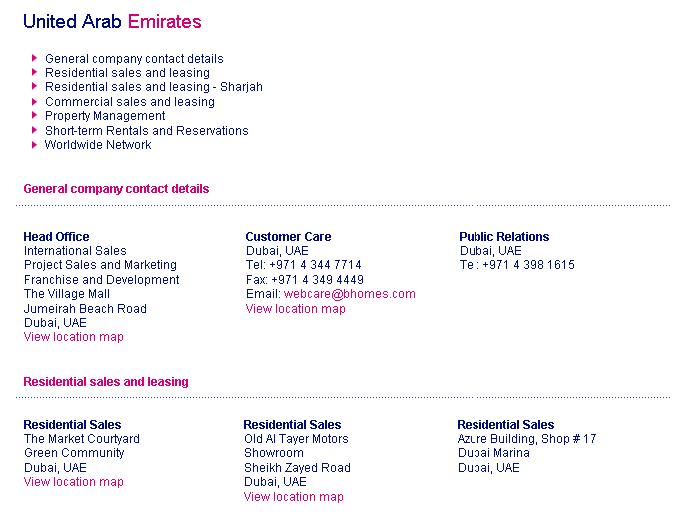 United Arab Emirates
General company contact details
Residential sales and leasing
Residential sales and leasing - Sharjah
Commercial sales and leasing
Property Management
Short-term Rentals and Reservations
Worldwide Network
General company contact details
Head Office
International Sales
Project Sales and Marketing
Franchise and Development
The Village Mall
Jumeirah Beach Road
Dubai, UAE
View location map
Customer Care
Dubai, UAE
Tel: +971 4 344 7714
Fax: +971 4 349 4449
Email: webcare@bhomes.com
View location map
Public Relations
Dubai, UAE
Te : +971 4 398 1615
Residential sales and leasing
Residential Sales
The Market Courtyard
Green Community
Dubai, UAE
View location map
Residential Sales
Old Al Tayer Motors
Showroom
Sheikh Zayed Road
Dubai, UAE
View location map
Residential Sales
Azure Building, Shop # 17
Dubai Marina
Dubai, UAE